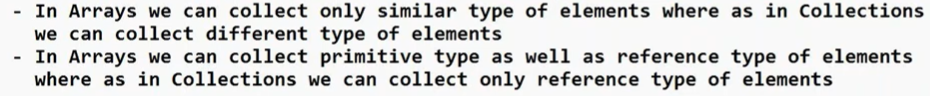 - In Arrays we can collect only similar type of elements where as in Collections
we can collect different type of elements
- In Arrays we can collect primitive type as well as reference type of elements
where as in Collections we can collect only reference type of elements